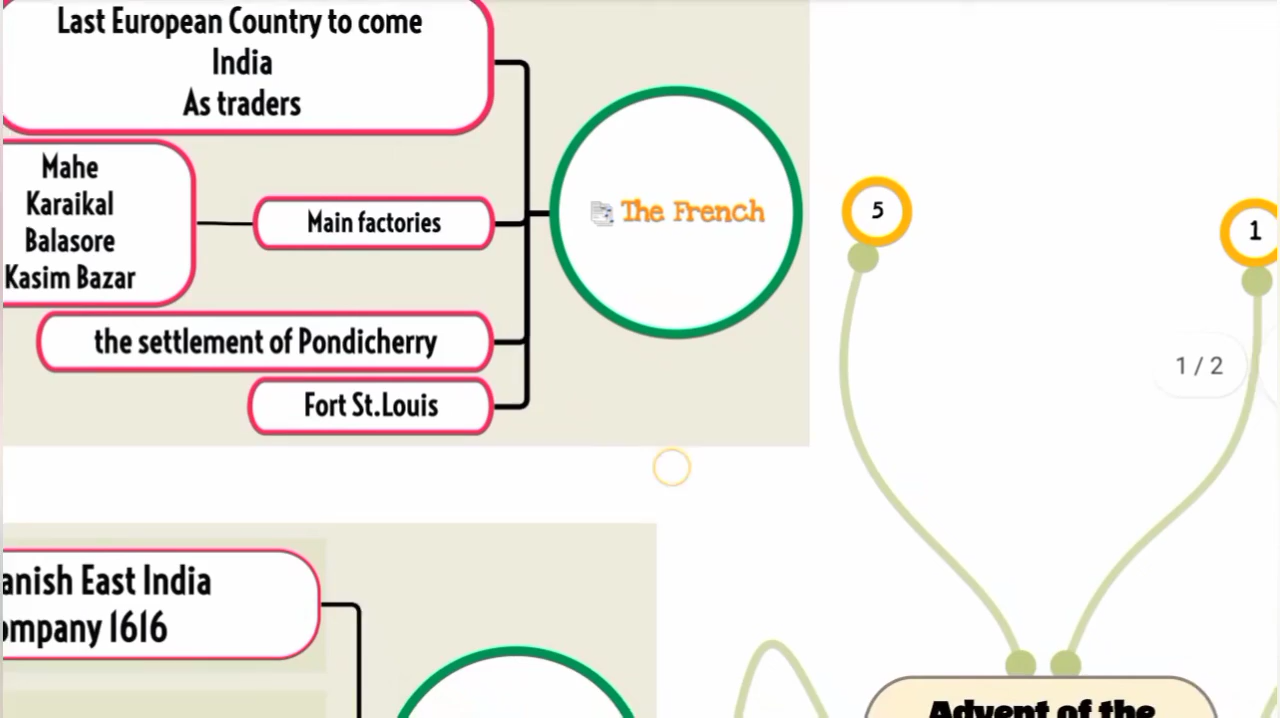 Last European Country to come
India
As traders
Mahe
Karaikal
Balasore
Kasim Bazar
Main factories
The French
the settlement of Pondicherry
Fort St.Louis
5
1
1 / 2
anish East India
ompany 1616
Advent of the